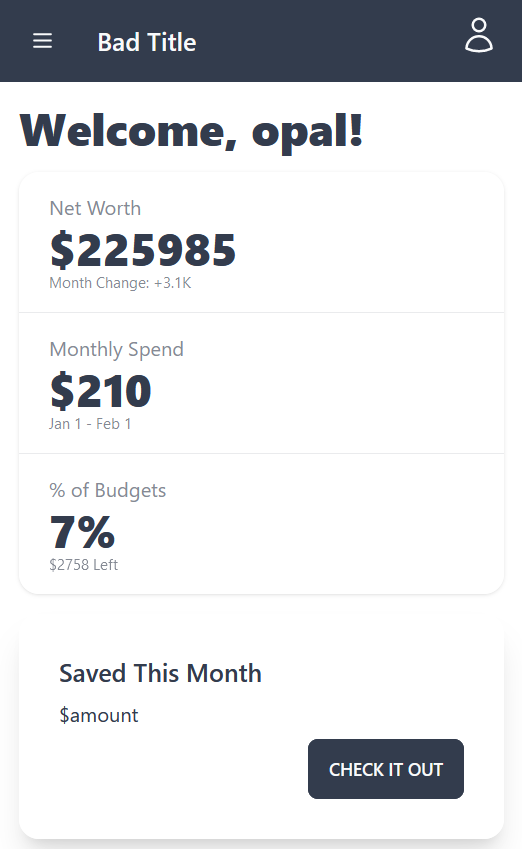 Bad Title
Welcome, opal!
Net Worth
$225985
Month Change: +3.1K
Monthly Spend
$210
Jan 1 - Feb 1
% of Budgets
7%
$2758 Left
Saved This Month
$amount
CHECK IT OUT